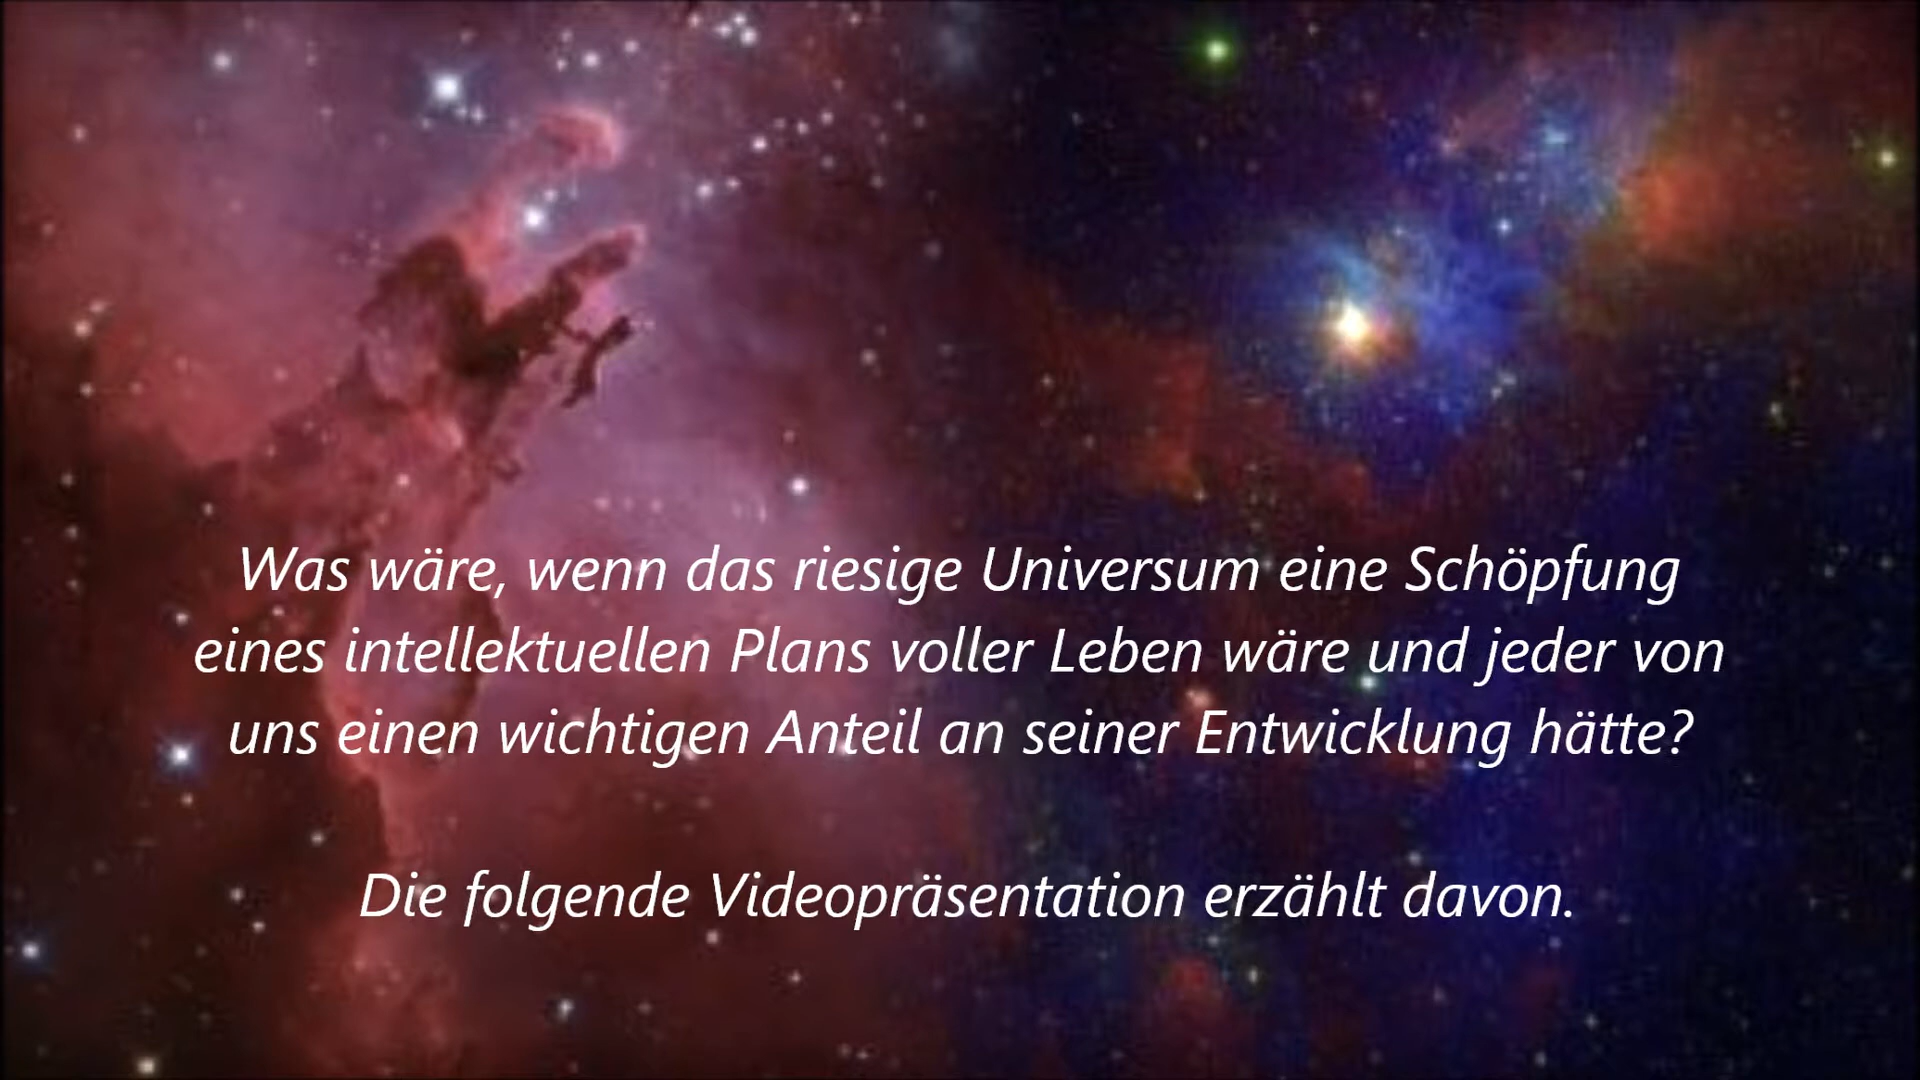 Was wäre, wenn das riesige Universum eine Schöpfung
eines intellektuellen Plans voller Leben wäre und jeder von
uns einen wichtigen Anteil an seiner Entwicklung hätte?
Die folgende Videopräsentation erzählt davon.